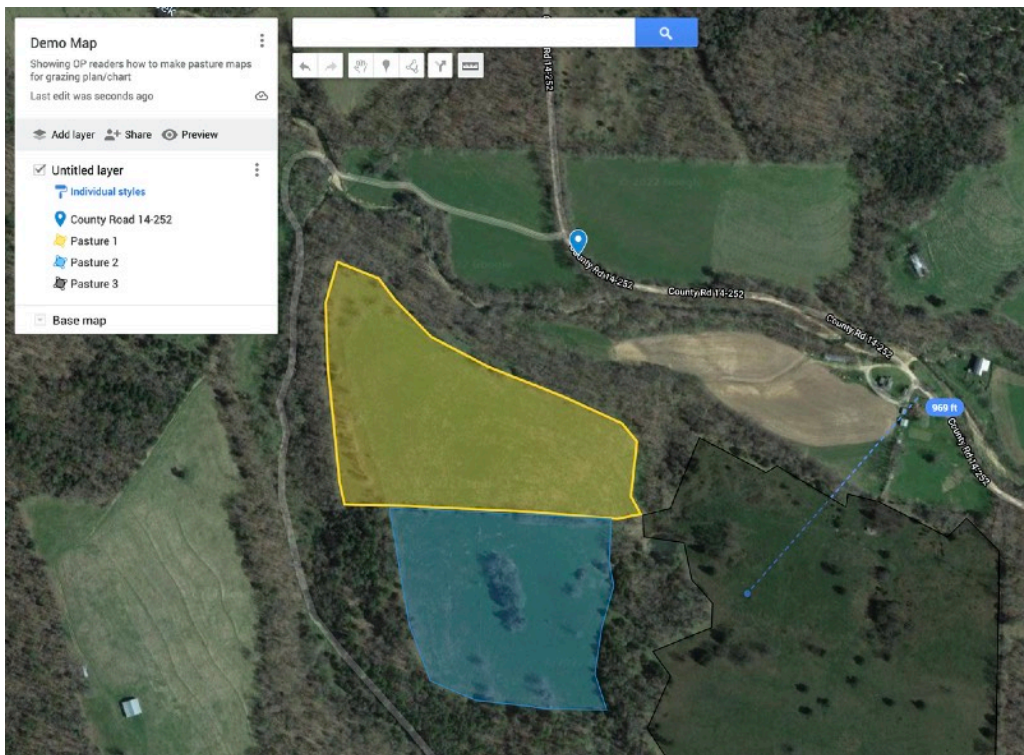 Demo Map
Showing OP readers how to make pasture maps
for grazing plan/chart
Last edit was seconds ago
Add layer
Share
Preview
Untitled layer
Individual styles
County Road 14-252
Pasture 1
Pasture 2
Pasture 3
Base map
County Rd 14-252
County Rd 14-252
County Rd 14-252
969 ft
County Rd 14-252